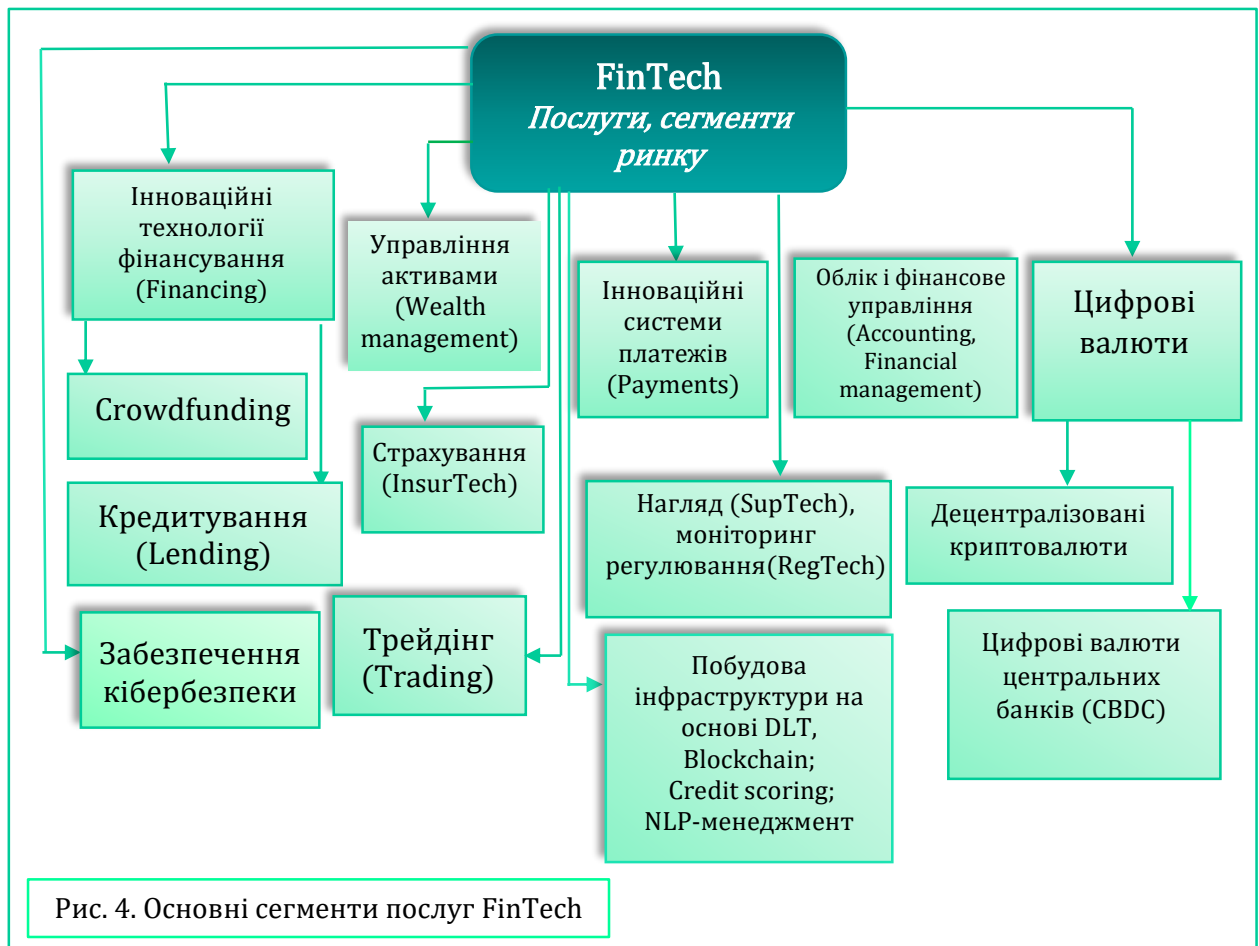 FinTech
Послуги, сегменти
ринку
Інноваційні
технології
фінансування
(Financing)
Управління
активами
(Wealth
management)
Інноваційні
системи
платежів
(Payments)
Облік і фінансове
управління
(Accounting,
Financial
management)
Цифрові
валюти
Crowdfunding
Страхування
(InsurTech)
Кредитування
(Lending)
Нагляд (SupTech),
моніторинг
регулювання(RegTech)
Децентралізовані
криптовалюти
Забезпечення
кібербезпеки
Трейдінг
(Trading)
Побудова
інфраструктури на
основі DLT,
Blockchain;
Credit scoring;
NLP-менеджмент
Цифрові валюти
центральних
банків (CBDC)
Рис. 4. Основні сегменти послуг FinTech